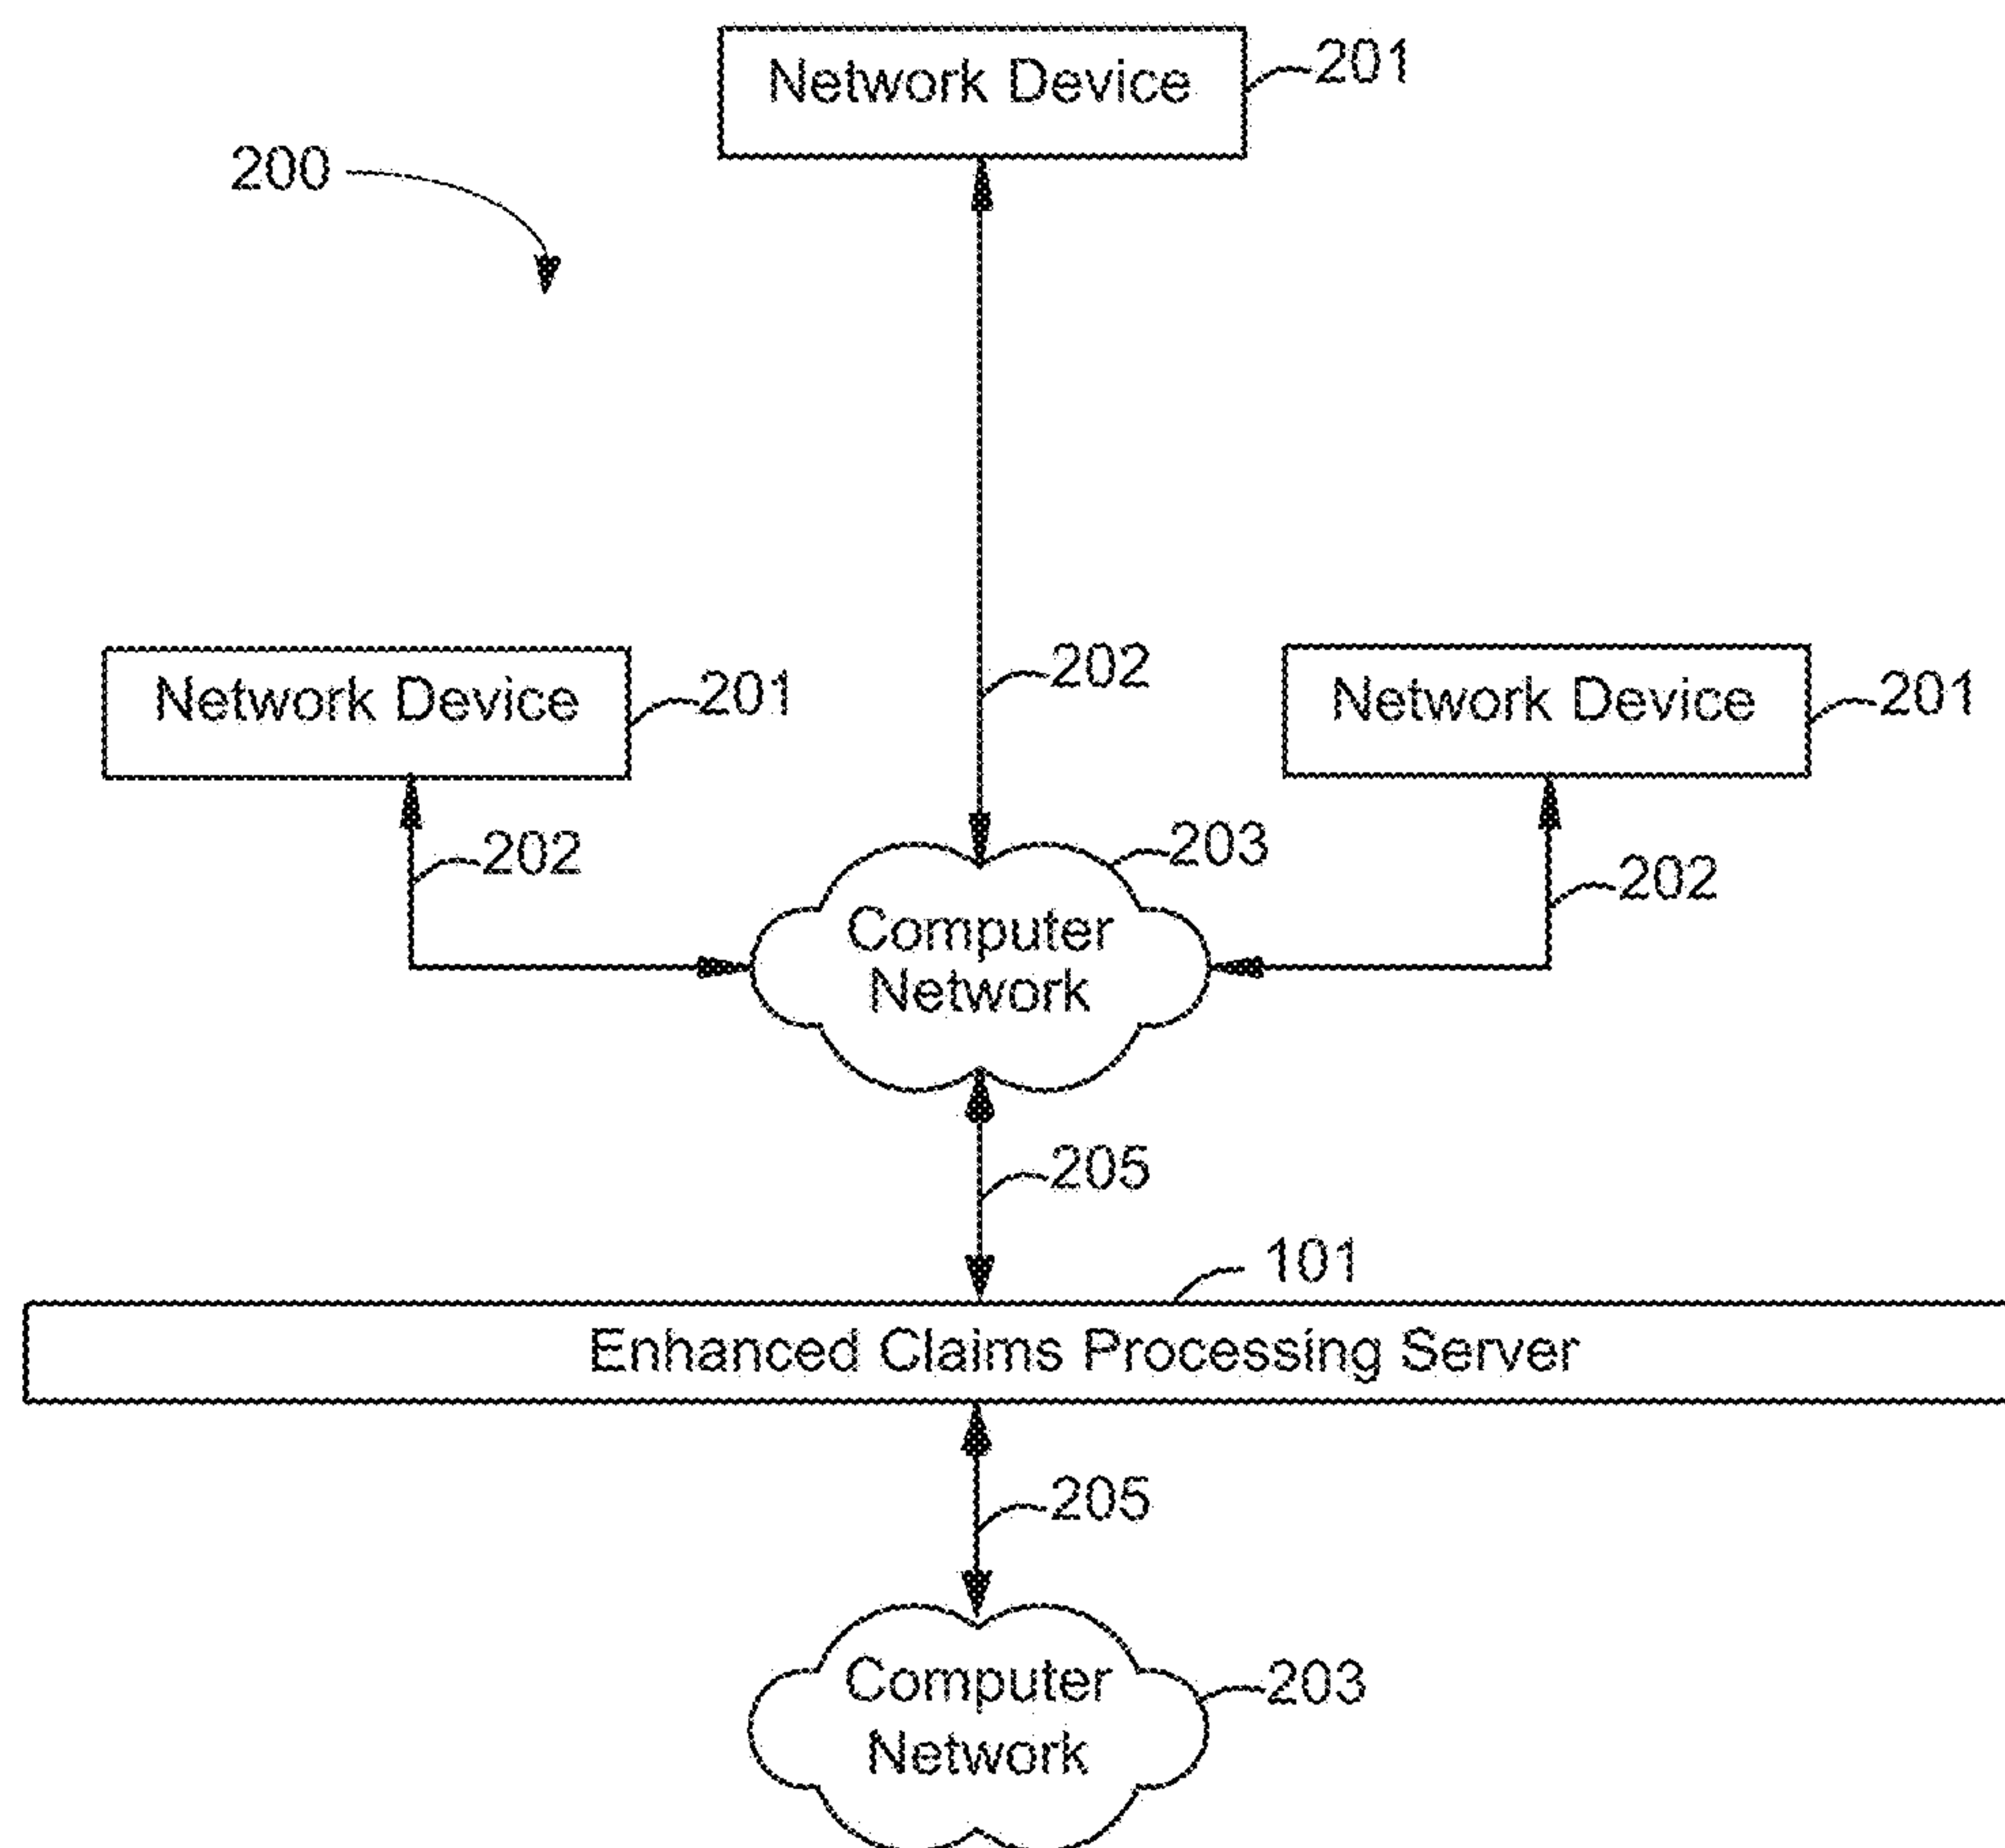 Network Device
201
200
202
Network Device
201
Network Device
201
202
203
202
Computer
Network
205
101
Enhanced Claims Processing Server
205
Computer
Network
203